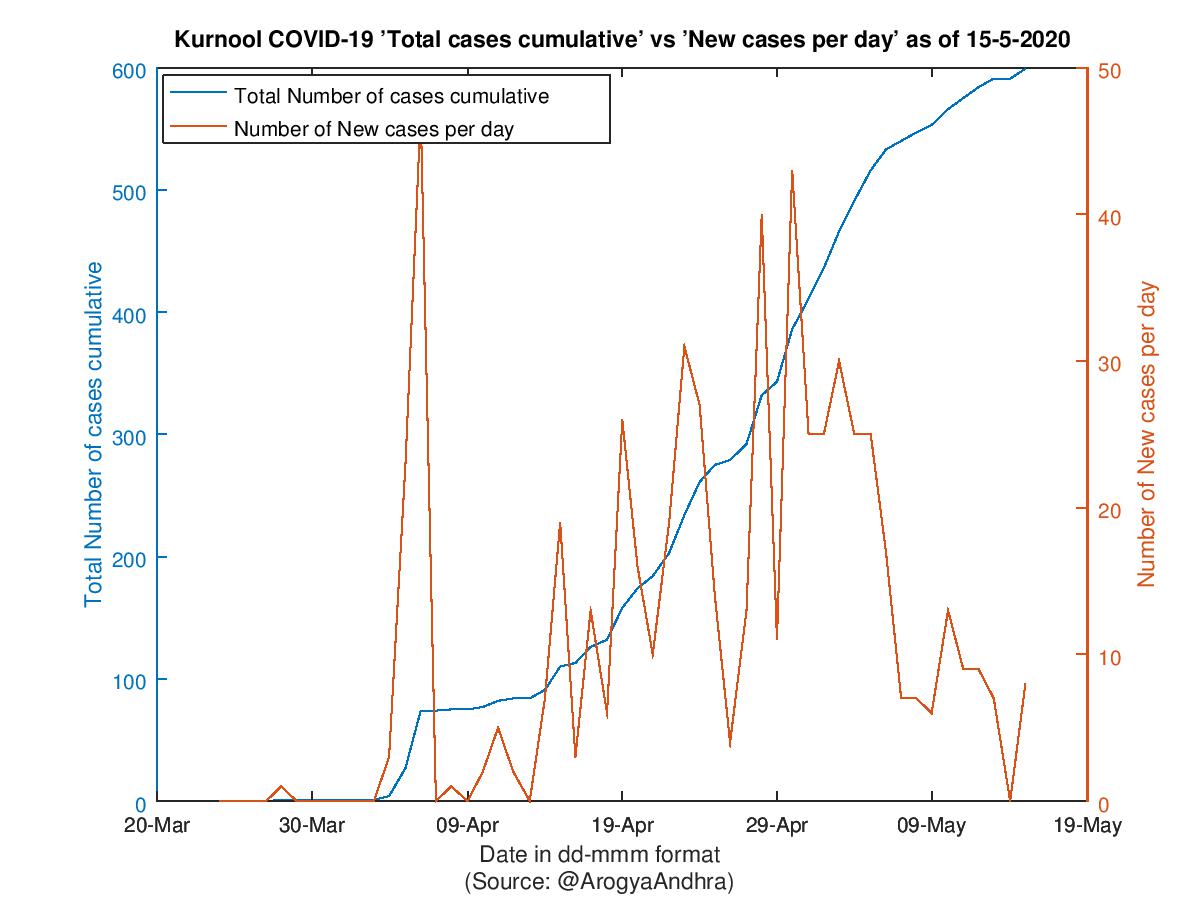 Kurnool COVID-19 ’Total cases cumulative’ vs ’New cases per day’ as of 15-5-2020
Total Number of cases cumulative
Number of New cases per day
600
500
400
300
200
100
0
Total Number of cases cumulative
50
40
30
20
10
0
Number of New cases per day
20-Mar 30-Mar 09-Apr 19-Apr 29-Apr 09-May 19-May
Date in dd-mmm format
(Source: @ArogyaAndhra)